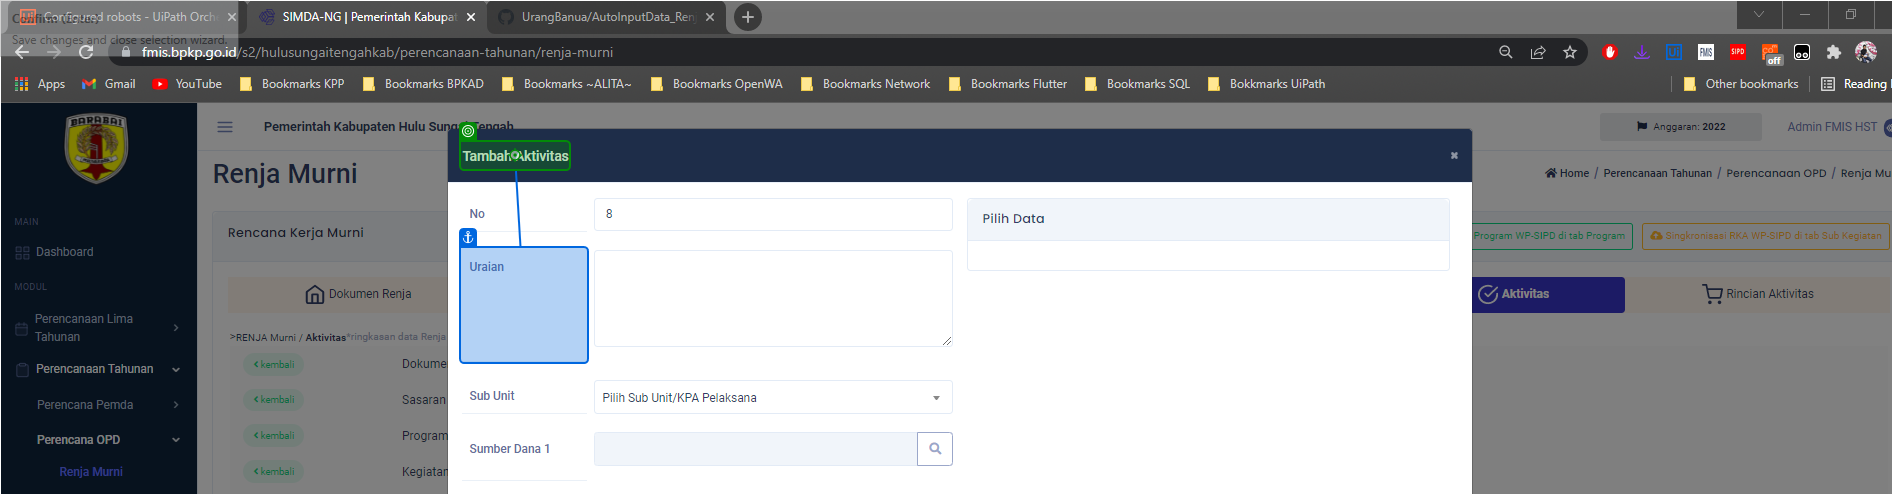 Configured robots - UiPath Orch
SIMDA-NG | Pemerintah Kabupat
UrangBanua/AutoInputData_Renj
Confirm
Save changes and close selection wizard.
fmis.bpkp.go.id/s2/hulusungaitengahkab/perencanaan-tahunan/renja-murni
UI
FMIS
SIPD
off
Apps
Gmail
YouTube
Bookmarks KPP
Bookmarks BPKAD
Bookmarks ~ALITA~
Bookmarks OpenWA
Bookmarks Network
Bookmarks Flutter
Bookmarks SQL
Bokkmarks UiPath
Other bookmarks
Reading
BARABAI
Pemerintah Kabupaten Hulu Sungai Tengah
Anggaran: 2022
Admin FMIS HST
Tambah Aktivitas
Renja Murni
Home / Perencanaan Tahunan / Perencanaan OPD / Renja Mu
MAIN
Dashboard
MODUL
Perencanaan Lima
Tahunan
Perencanaan Tahunan
Perencana Pemda
Perencana OPD
Renja Murni
Rencana Kerja Murni
Program WP-SIPD di tab Program
Singkronisasi RKA WP-SIPD di tab Sub Kegiatan
Dokumen Renja
Aktivitas
Rincian Aktivitas
>RENJA Murni / Aktivitas*ringkasan data Renja
kembali
Dokume
kembali
Sasaran
kembali
Program
kembali
Kegiatan
No
8
Pilih Data
Uraian
Sub Unit
Pilih Sub Unit/KPA Pelaksana
Sumber Dana 1